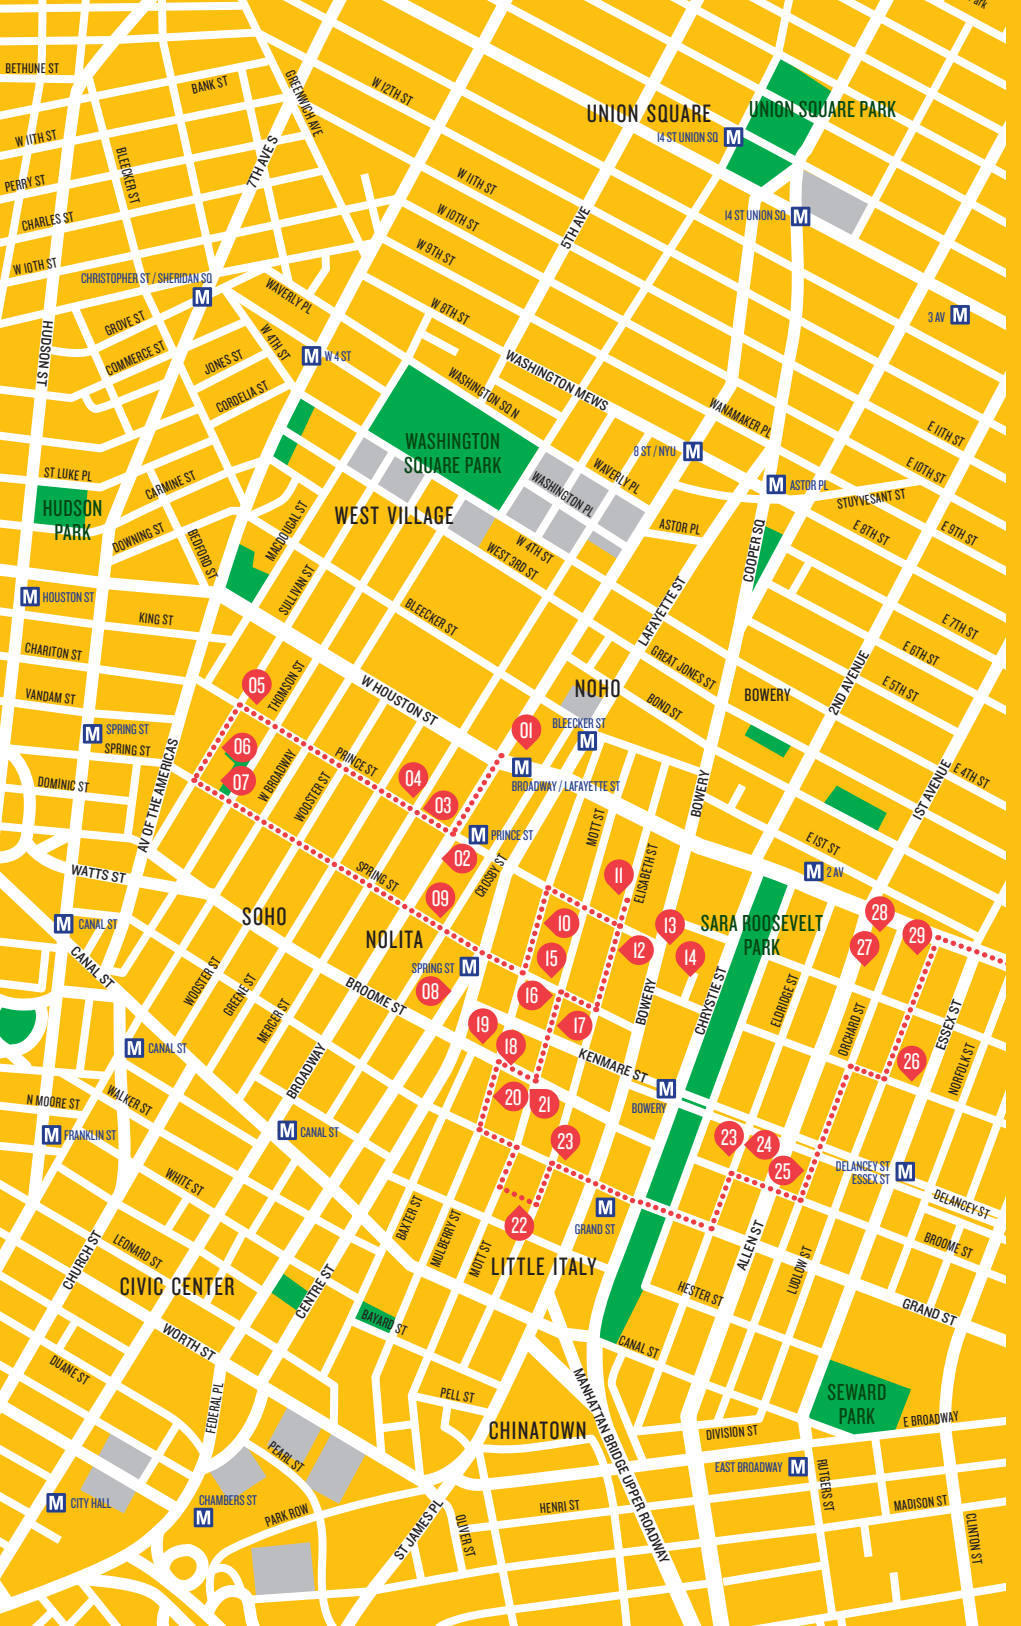 Park
BETHUNE ST
BANK ST
GREENWICH AVE
W 12TH ST
UNION SQUARE
UNION SQUARE PARK
14 ST UNION SQ
M
W 11TH ST
BLEECKER ST
7TH AVE S
W 11TH ST
PERRY ST
CHARLES ST
W 10TH ST
5TH AVE
14 ST UNION SQ
M
W 9TH ST
W 10TH ST
CHRISTOPHER ST / SHERIDAN SQ
M
WAVERLY PL
W 8TH ST
3 AV
M
GROVE ST
W 4TH ST
HUDSON ST
COMMERCE ST
JONES ST
M
W 4 ST
WASHINGTON MEWS
CORDELIA ST
WASHINGTON SQ N
WANAMAKER PL
E 11TH ST
WASHINGTON
SQUARE PARK
8 ST / NYU
M
WAVERLY PL
E 10TH ST
ST LUKE PL
CARMINE ST
WASHINGTON PL
M
ASTOR PL
STUYVESANT ST
HUDSON
PARK
WEST VILLAGE
MACDOUGAL ST
ASTOR PL
E 8TH ST
E 9TH ST
DOWNING ST
BEDFORD ST
W 4TH ST
WEST 3RD ST
COOPER SQ
SULLIVAN ST
M
HOUSTON ST
KING ST
BLEECKER ST
LAFAYETTE ST
E 7TH ST
CHARITON ST
E 6TH ST
GREAT JONES ST
THOMSON ST
05
W HOUSTON ST
NOHO
BOND ST
BOWERY
2ND AVENUE
E 5TH ST
VANDAM ST
BLEECKER ST
M
01
M
SPRING ST
SPRING ST
06
07
W BROADWAY
PRINCE ST
M
BROADWAY / LAFAYETTE ST
E 4TH ST
DOMINIC ST
AV OF THE AMERICAS
WOOSTER ST
04
03
BOWERY
1ST AVENUE
M
PRINCE ST
MOTT ST
E 1ST ST
02
CROSBY ST
ELISABETH ST
M
2 AV
WATTS ST
SPRING ST
09
11
M
CANAL ST
SOHO
NOLITA
10
13
SARA ROOSEVELT
PARK
28
29
12
14
27
CANAL ST
SPRING ST
M
15
WOOSTER ST
GREENE ST
MERCER ST
BROOME ST
08
16
BOWERY
CHRYSTIE ST
ELDRIDGE ST
ORCHARD ST
ESSEX ST
19
17
M
CANAL ST
18
26
BROADWAY
KENMARE ST
NORFOLK ST
M
BOWERY
N MOORE ST
WALKER ST
20
21
M
FRANKLIN ST
M
CANAL ST
23
23
24
25
DELANCEY ST
ESSEX ST
M
WHITE ST
DELANCEY ST
BAXTER ST
MULBERRY ST
22
M
GRAND ST
CHURCH ST
LEONARD ST
MOTT ST
ALLEN ST
BROOME ST
LITTLE ITALY
LUDLOW ST
CIVIC CENTER
CENTRE ST
HESTER ST
GRAND ST
BAYARD ST
WORTH ST
CANAL ST
DUANE ST
FEDERAL PL
PELL ST
MANHATTAN BRIDGE UPPER ROADWAY
SEWARD
PARK
CHINATOWN
DIVISION ST
E BROADWAY
PEARL ST
EAST BROADWAY
M
RUTGERS ST
M
CITY HALL
CHAMBERS ST
M
PARK ROW
ST JAMES PL
OLIVER ST
HENRI ST
MADISON ST
CLINTON ST